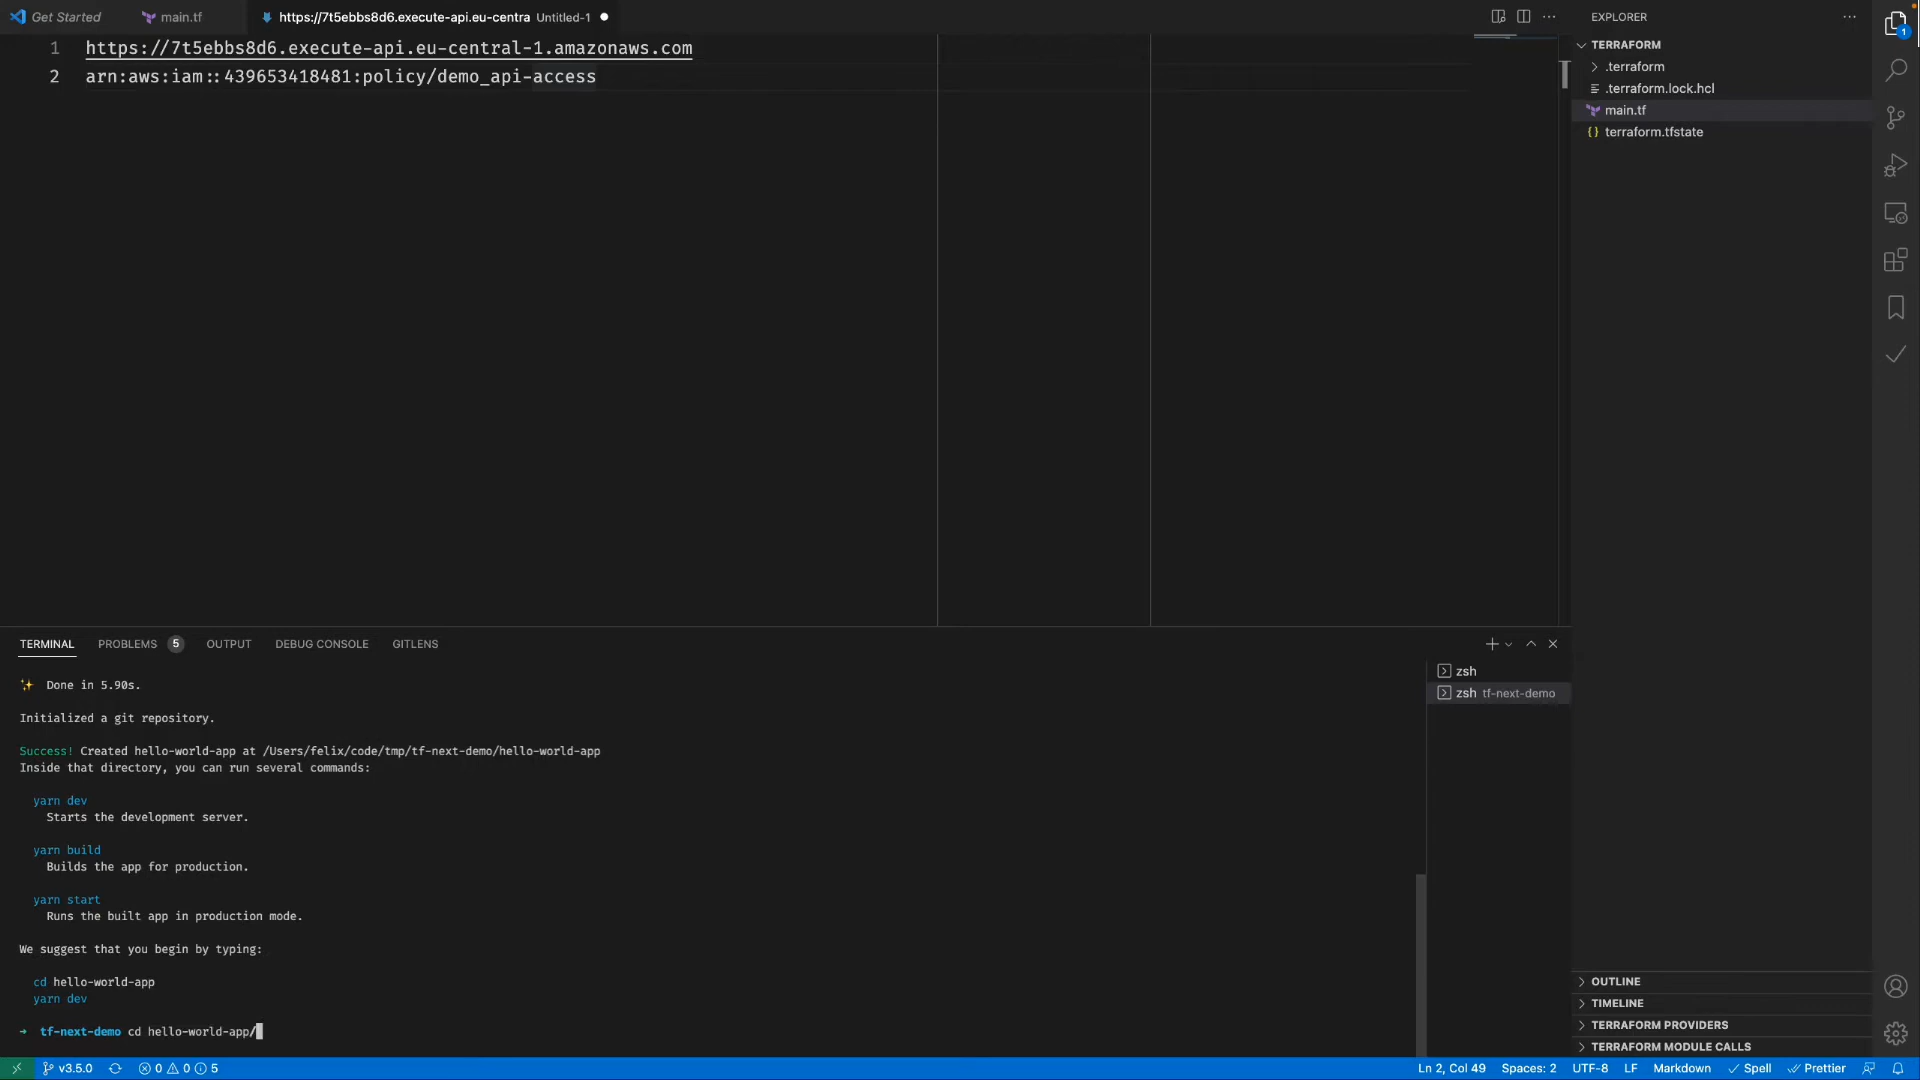 Get Started
main.tf
https://7t5ebbs8d6.execute-api.eu-centra Untitled-1
EXPLORER
1
1 https://7t5ebbs8d6.execute-api.eu-central-1.amazonaws.com
2 arn:aws:iam::439653418481:policy/demo_api-access
TERRAFORM
.terraform
.terraform.lock.hcl
main.tf
{} terraform.tfstate
TERMINAL PROBLEMS 5 OUTPUT DEBUG CONSOLE GITLENS
zsh
zsh tf-next-demo
Done in 5.90s.
Initialized a git repository.
Success! Created hello-world-app at /Users/felix/code/tmp/tf-next-demo/hello-world-app
Inside that directory, you can run several commands:
yarn dev
Starts the development server.
yarn build
Builds the app for production.
yarn start
Runs the built app in production mode.
We suggest that you begin by typing:
cd hello-world-app
yarn dev
→ tf-next-demo cd hello-world-app/
OUTLINE
TIMELINE
TERRAFORM PROVIDERS
TERRAFORM MODULE CALLS
v3.5.0 0 0 5 Ln 2, Col 49 Spaces: 2 UTF-8 LF Markdown Spell Prettier